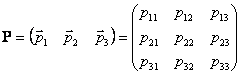 P = (p⃗₁ p⃗₂ p⃗₃) = (p₁₁ p₁₂ p₁₃
p₂₁ p₂₂ p₂₃
p₃₁ p₃₂ p₃₃)